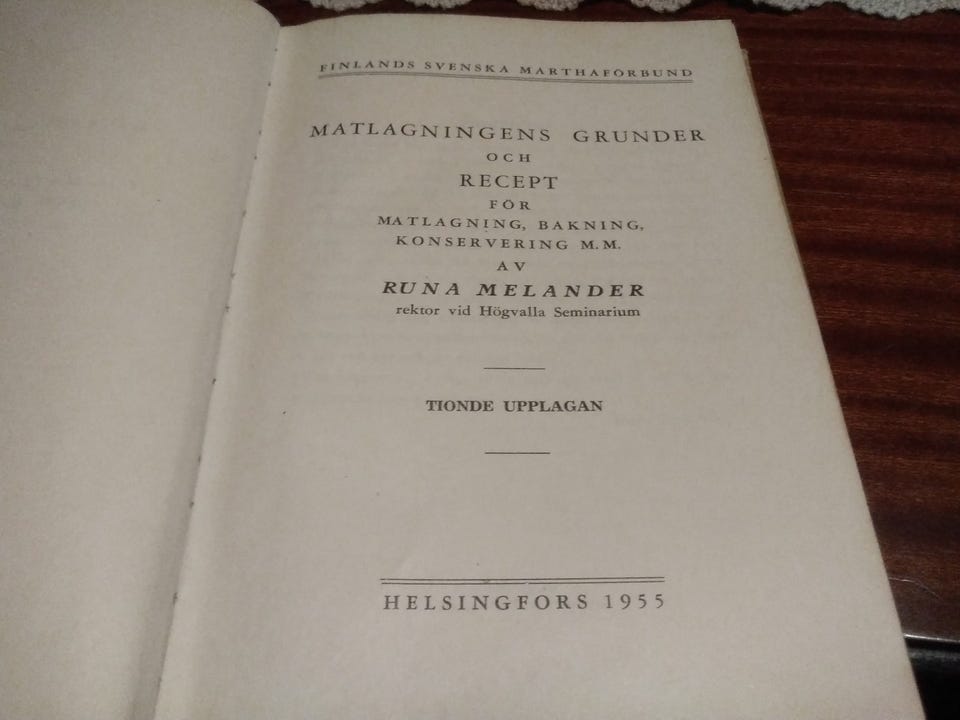 FINLANDS SVENSKA MARTHAFÖRBUND
MATLAGNINGENS GRUNDER
OCH
RECEPT
FÖR
MATLAGNING, BAKNING,
KONSERVERING M.M.
AV
RUNA MELANDER
rektor vid Högvalla Seminarium
TIONDE UPPLAGAN
HELSINGFORS 1955